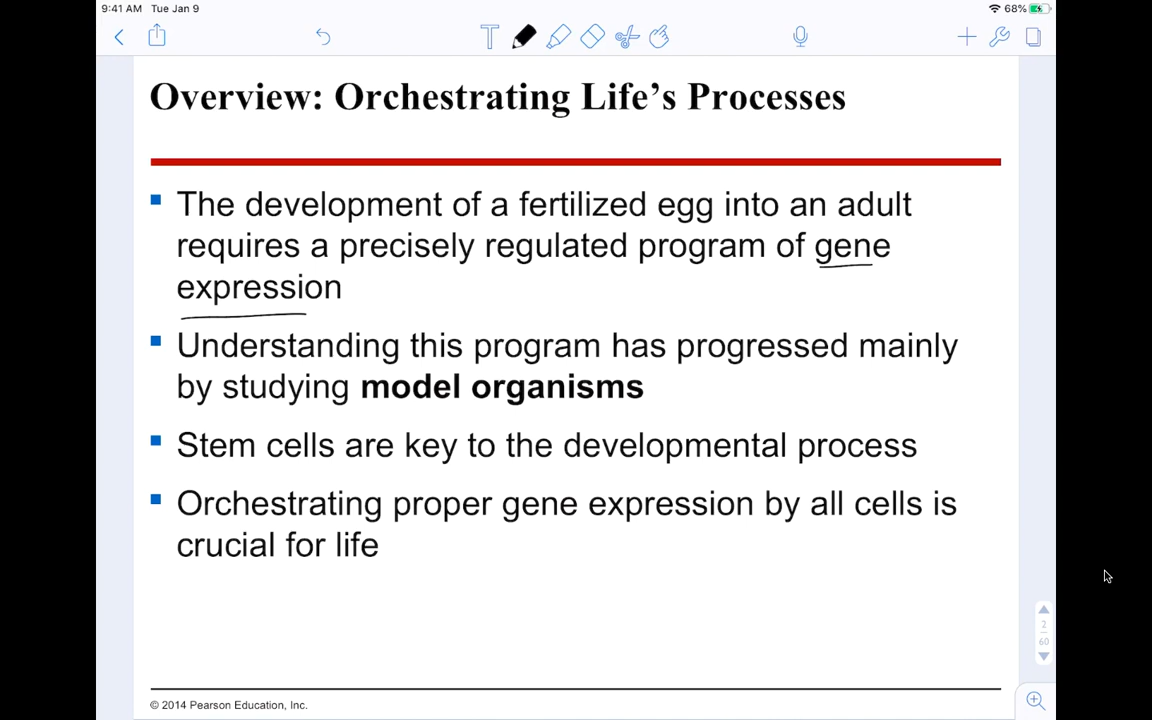 9:41 AM Tue Jan 9
68%
Overview: Orchestrating Life's Processes
The development of a fertilized egg into an adult
requires a precisely regulated program of gene
expression
Understanding this program has progressed mainly
by studying model organisms
Stem cells are key to the developmental process
Orchestrating proper gene expression by all cells is
crucial for life
2
60
© 2014 Pearson Education, Inc.